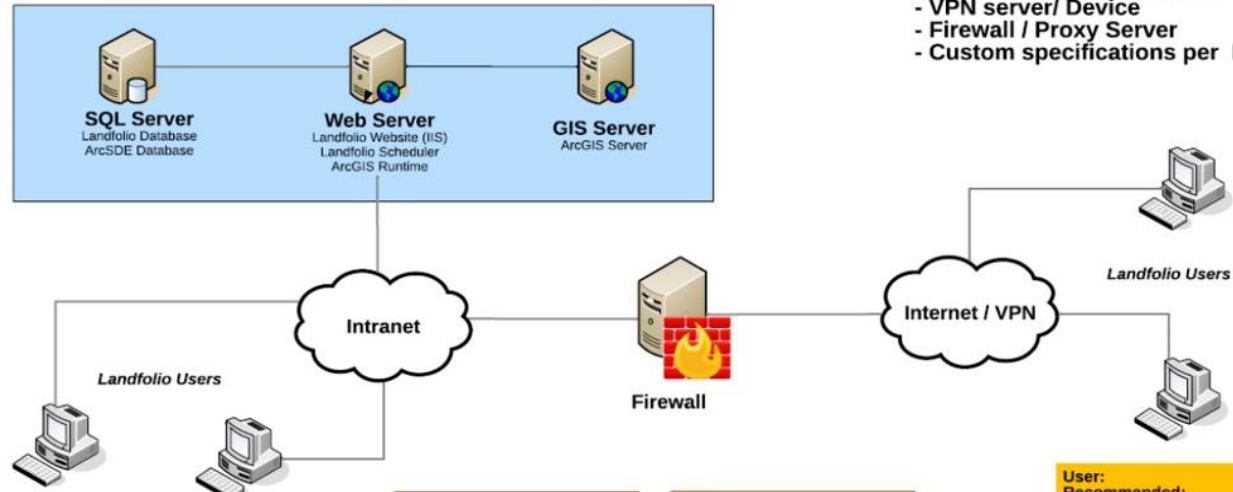 - VPN server/ Device
- Firewall / Proxy Server
- Custom specifications per
SQL Server
Landfolio Database
ArcSDE Database
Web Server
Landfolio Website (IIS)
Landfolio Scheduler
ArcGIS Runtime
GIS Server
ArcGIS Server
Landfolio Users
Intranet
Internet / VPN
Landfolio Users
Firewall
User:
Recommended: